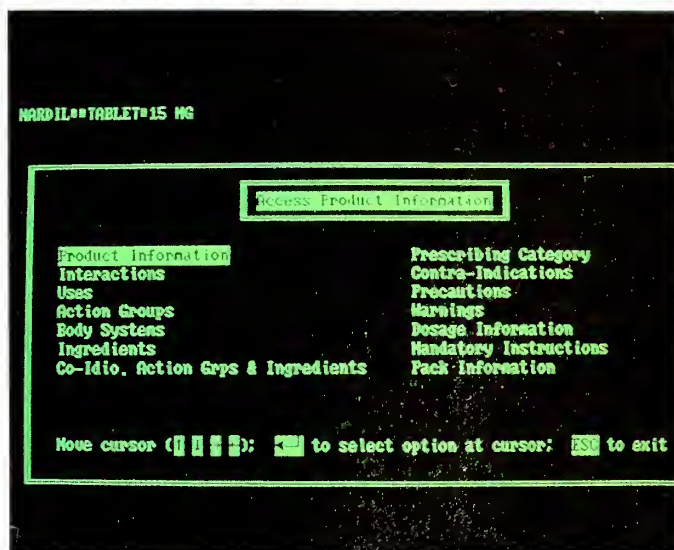 NARDIL**TABLET*15 MG
Access Product Information
Product Information
Interactions
Uses
Action Groups
Body Systems
Ingredients
Co-Idio. Action Grps & Ingredients
Prescribing Category
Contra-Indications
Precautions
Warnings
Dosage Information
Mandatory Instructions
Pack Information
Move cursor (↑ ↓ ← →); ↵ to select option at cursor; ESC to exit